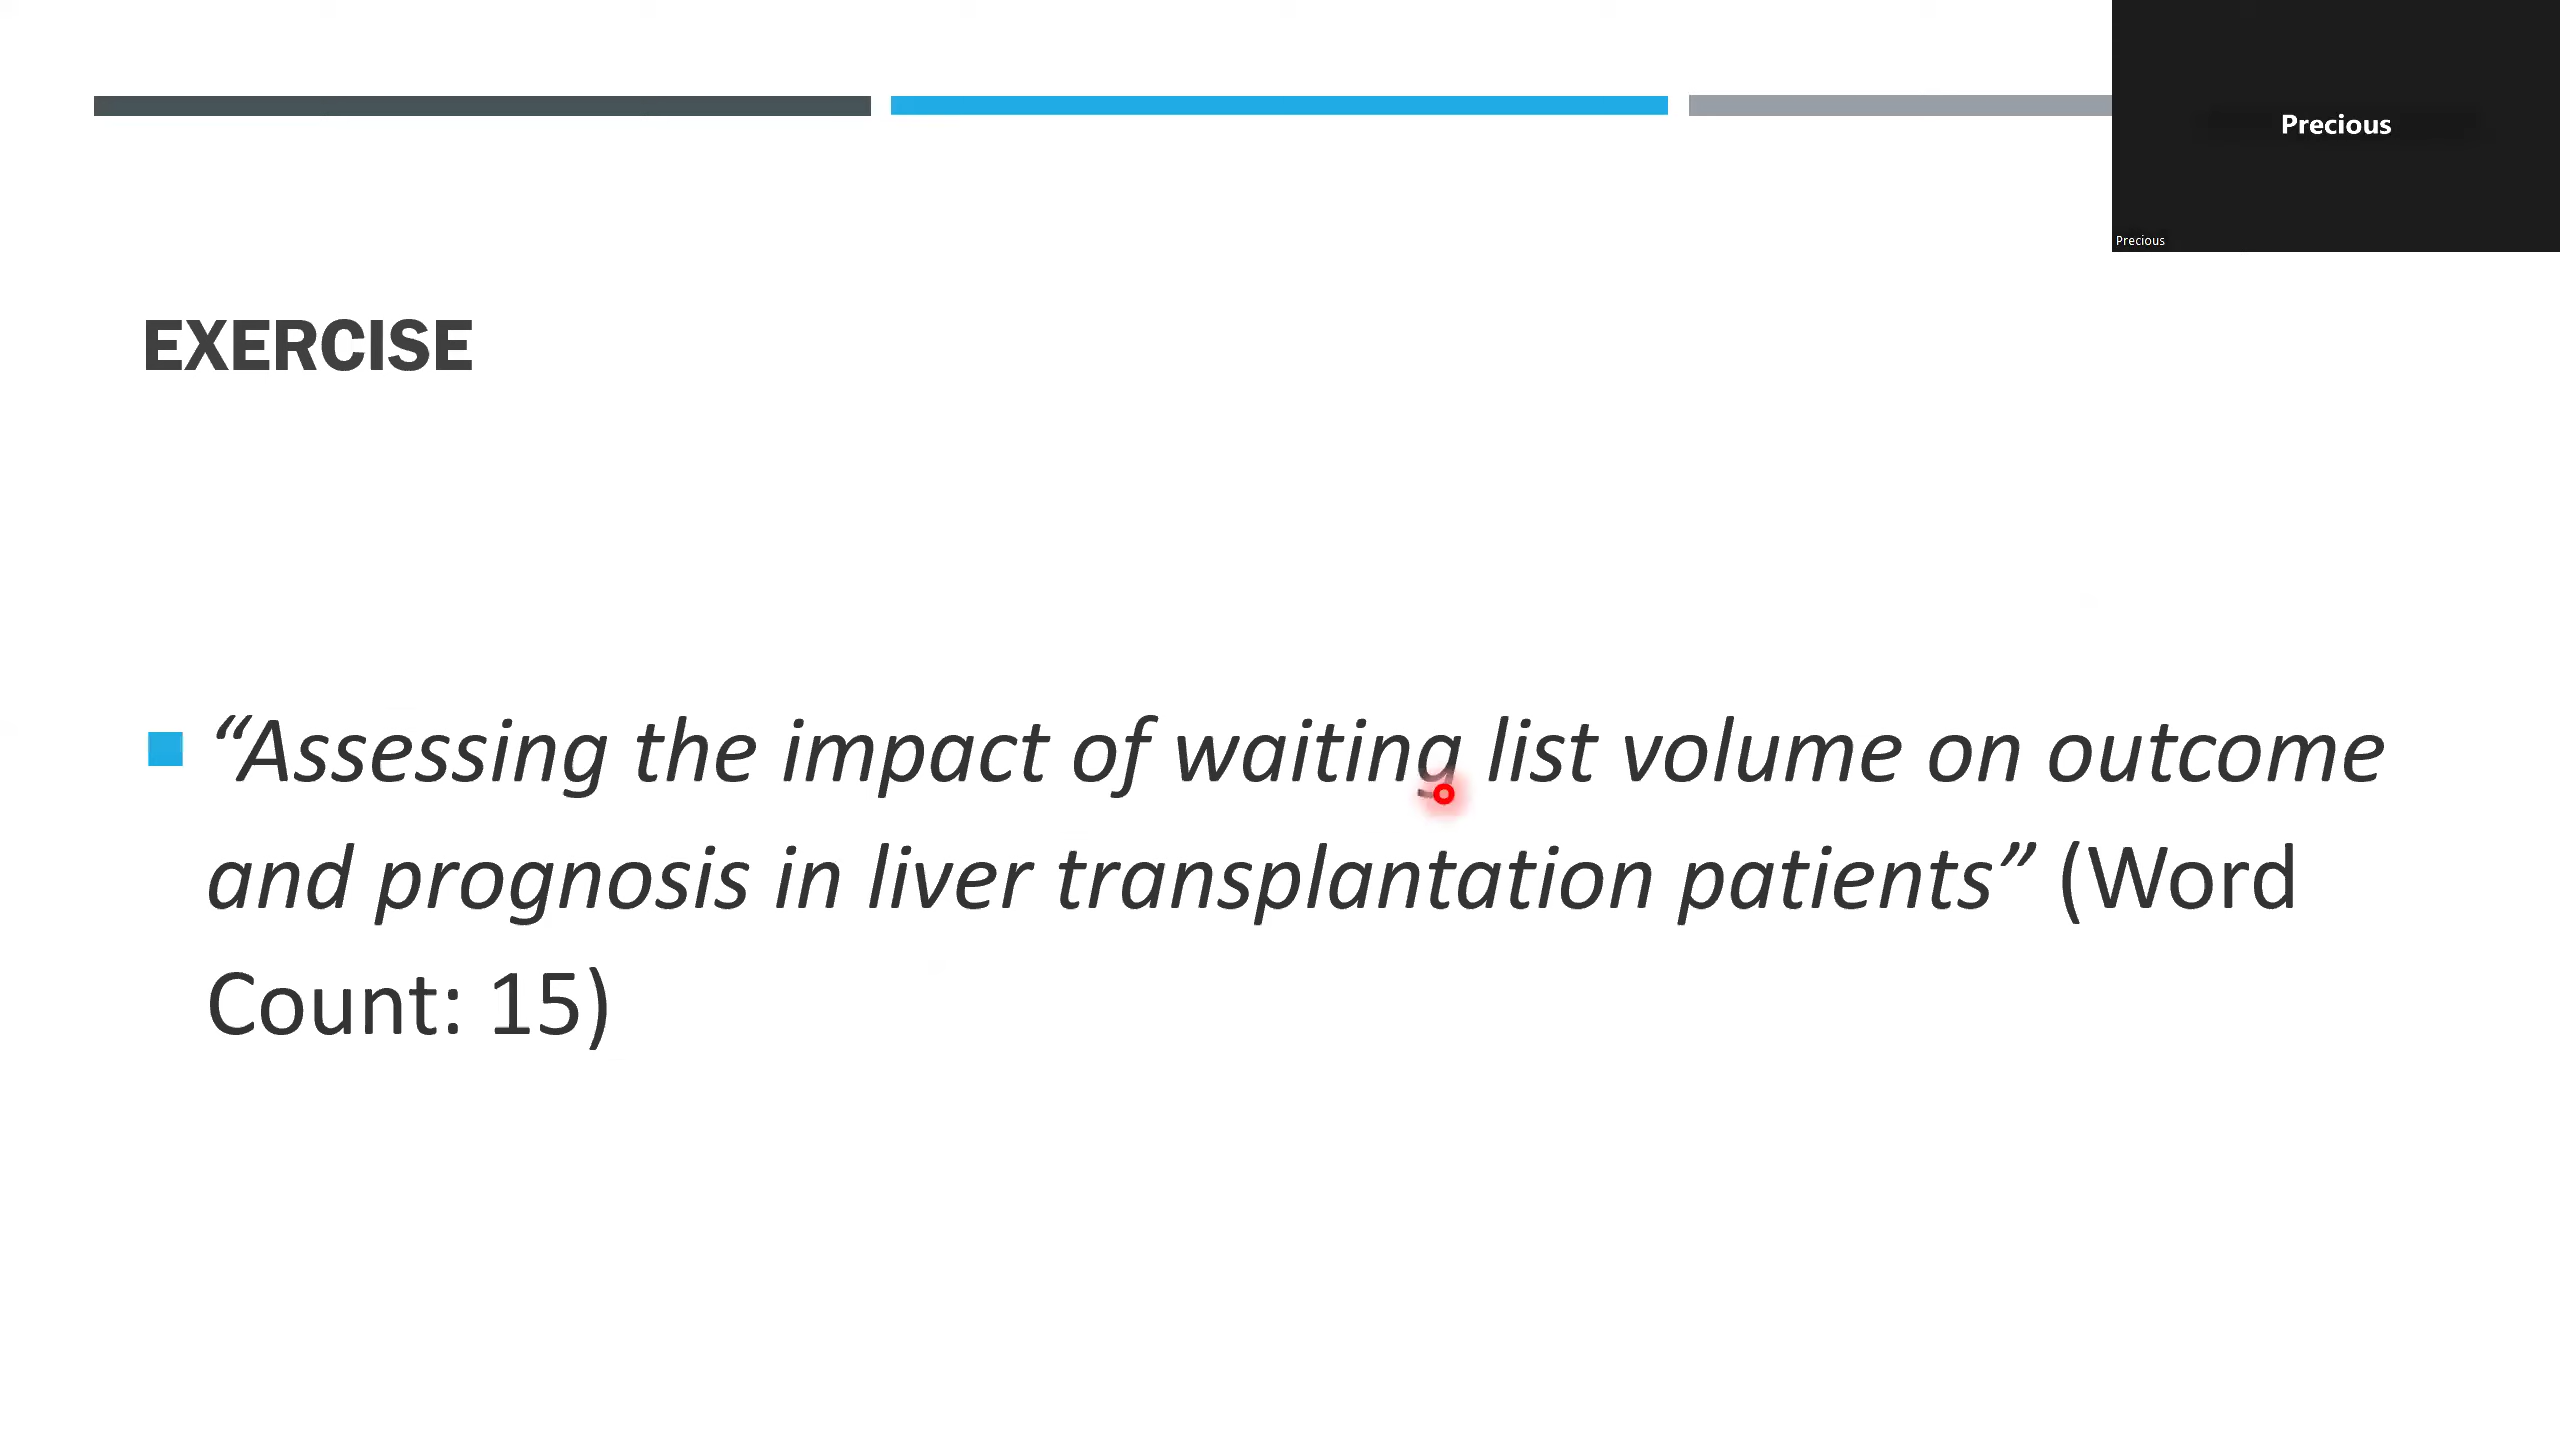 Precious
Precious
EXERCISE
“Assessing the impact of waiting list volume on outcome
and prognosis in liver transplantation patients” (Word
Count: 15)